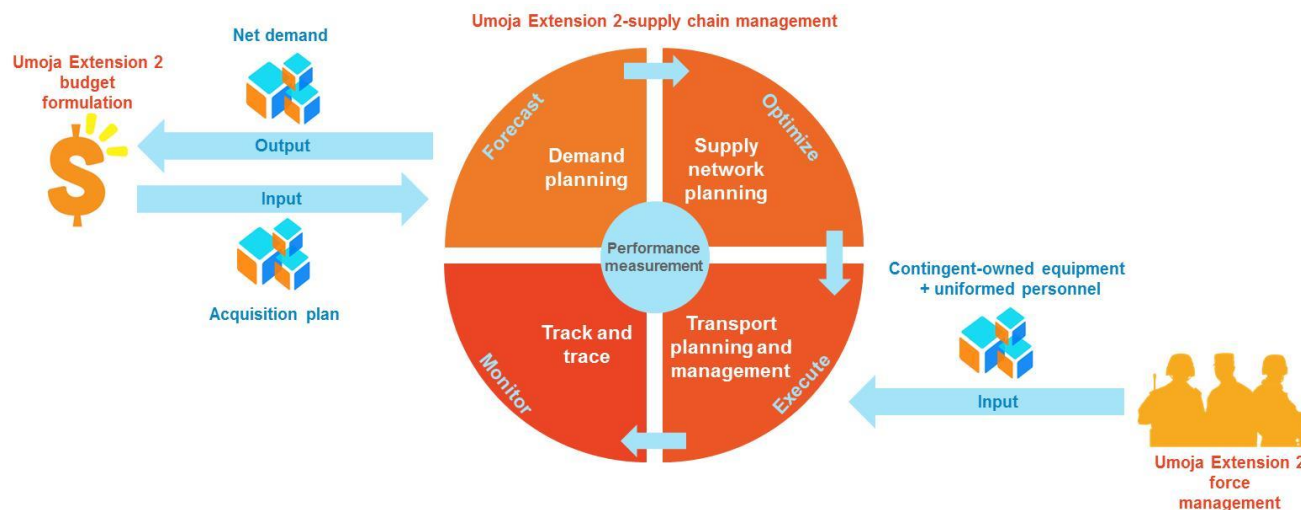 Umoja Extension 2-supply chain management
Net demand
Umoja Extension 2
budget
formulation
Output
Input
Acquisition plan
Forecast
Demand
planning
Optimize
Supply
network
planning
Performance
measurement
Monitor
Track and
trace
Transport
planning and
management
Execute
Contingent-owned equipment
+ uniformed personnel
Input
Umoja Extension 2
force
management